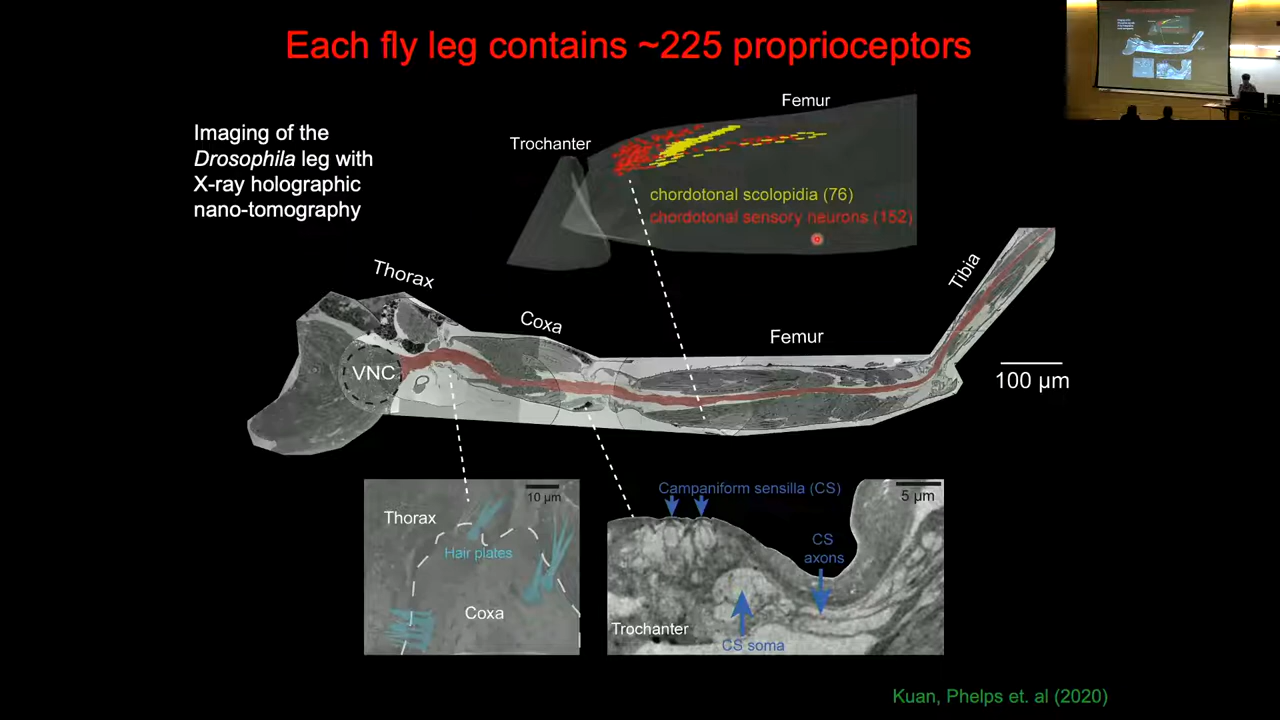 Each fly leg contains ~225 proprioceptors
Imaging of the
Drosophila leg with
X-ray holographic
nano-tomography
Femur
Trochanter
chordotonal scolopidia (76)
chordotonal sensory neurons (152)
Thorax
Coxa
Femur
Tibia
VNC
100 µm
10 µm
Thorax
Hair plates
Coxa
Campaniform sensilla (CS)
5 µm
CS
axons
Trochanter
CS soma
Kuan, Phelps et. al (2020)